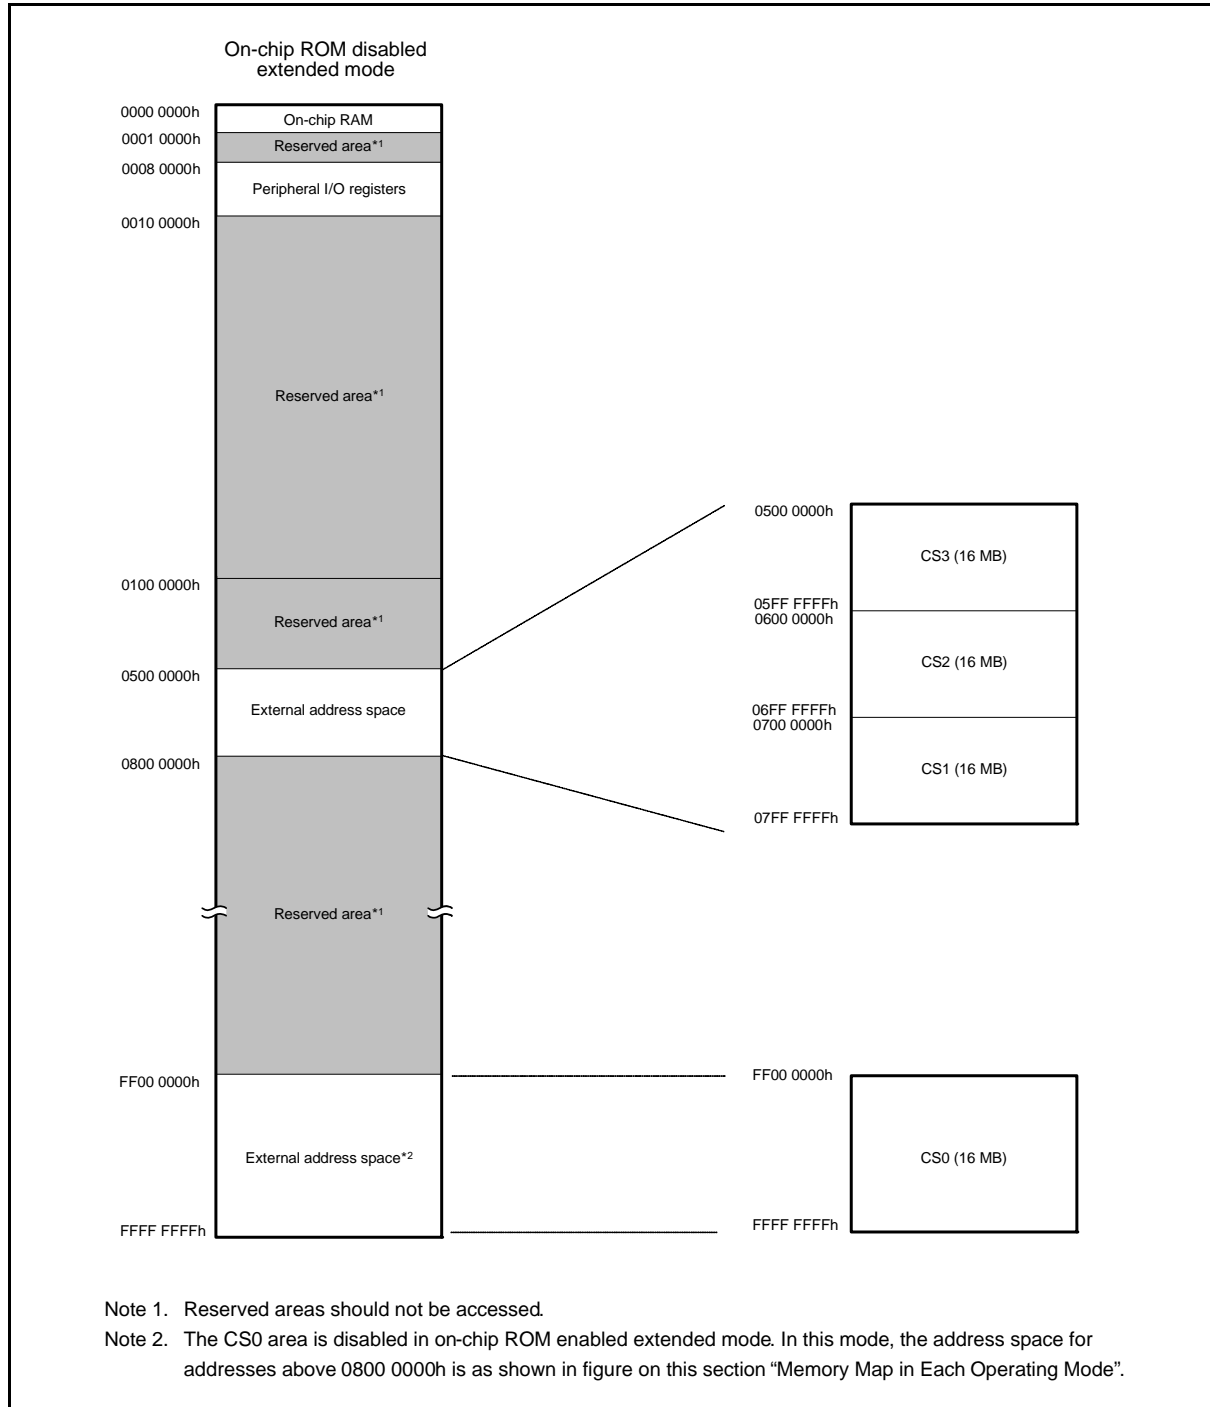 On-chip ROM disabled
extended mode
0000 0000h
On-chip RAM
0001 0000h
Reserved area*1
0008 0000h
Peripheral I/O registers
0010 0000h
Reserved area*1
0100 0000h
Reserved area*1
0500 0000h
External address space
0800 0000h
Reserved area*1
FF00 0000h
External address space*2
FFFF FFFFh
0500 0000h
CS3 (16 MB)
05FF FFFFh
0600 0000h
CS2 (16 MB)
06FF FFFFh
0700 0000h
CS1 (16 MB)
07FF FFFFh
FF00 0000h
CS0 (16 MB)
FFFF FFFFh
Note 1. Reserved areas should not be accessed.
Note 2. The CS0 area is disabled in on-chip ROM enabled extended mode. In this mode, the address space for
addresses above 0800 0000h is as shown in figure on this section “Memory Map in Each Operating Mode”.